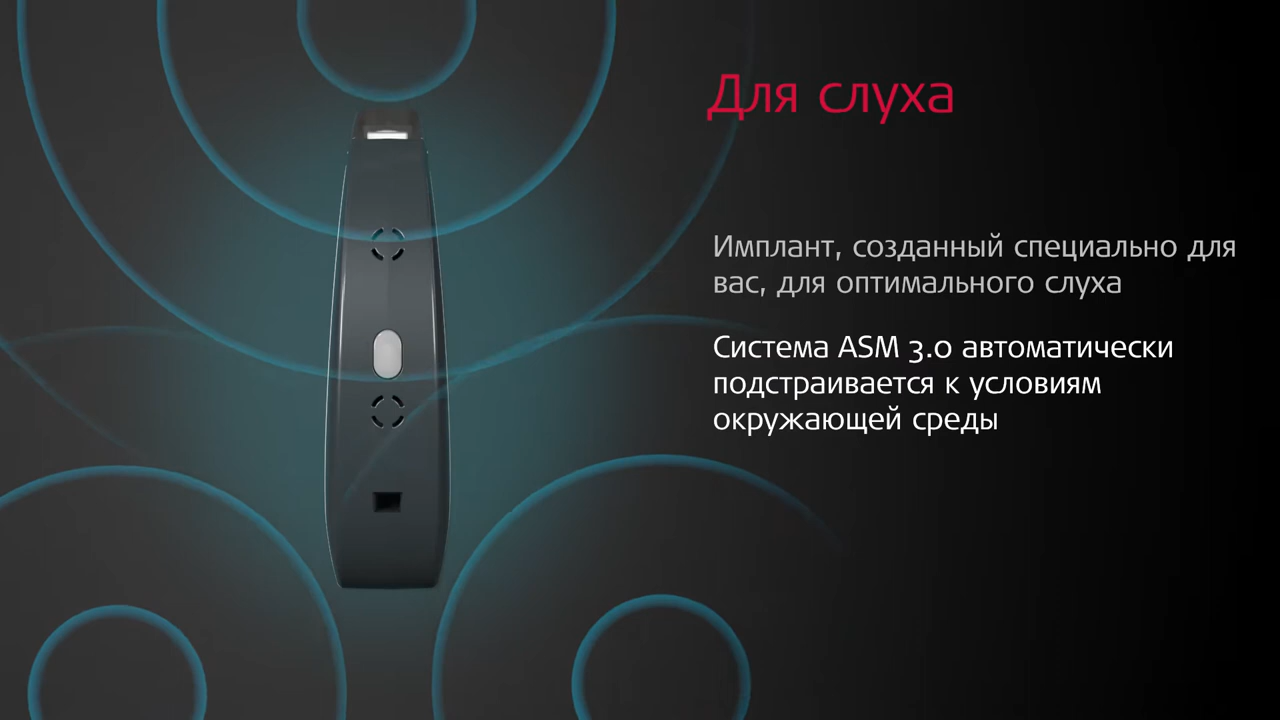 Для слуха
Имплант, созданный специально для
вас, для оптимального слуха
Система ASM 3.0 автоматически
подстраивается к условиям
окружающей среды